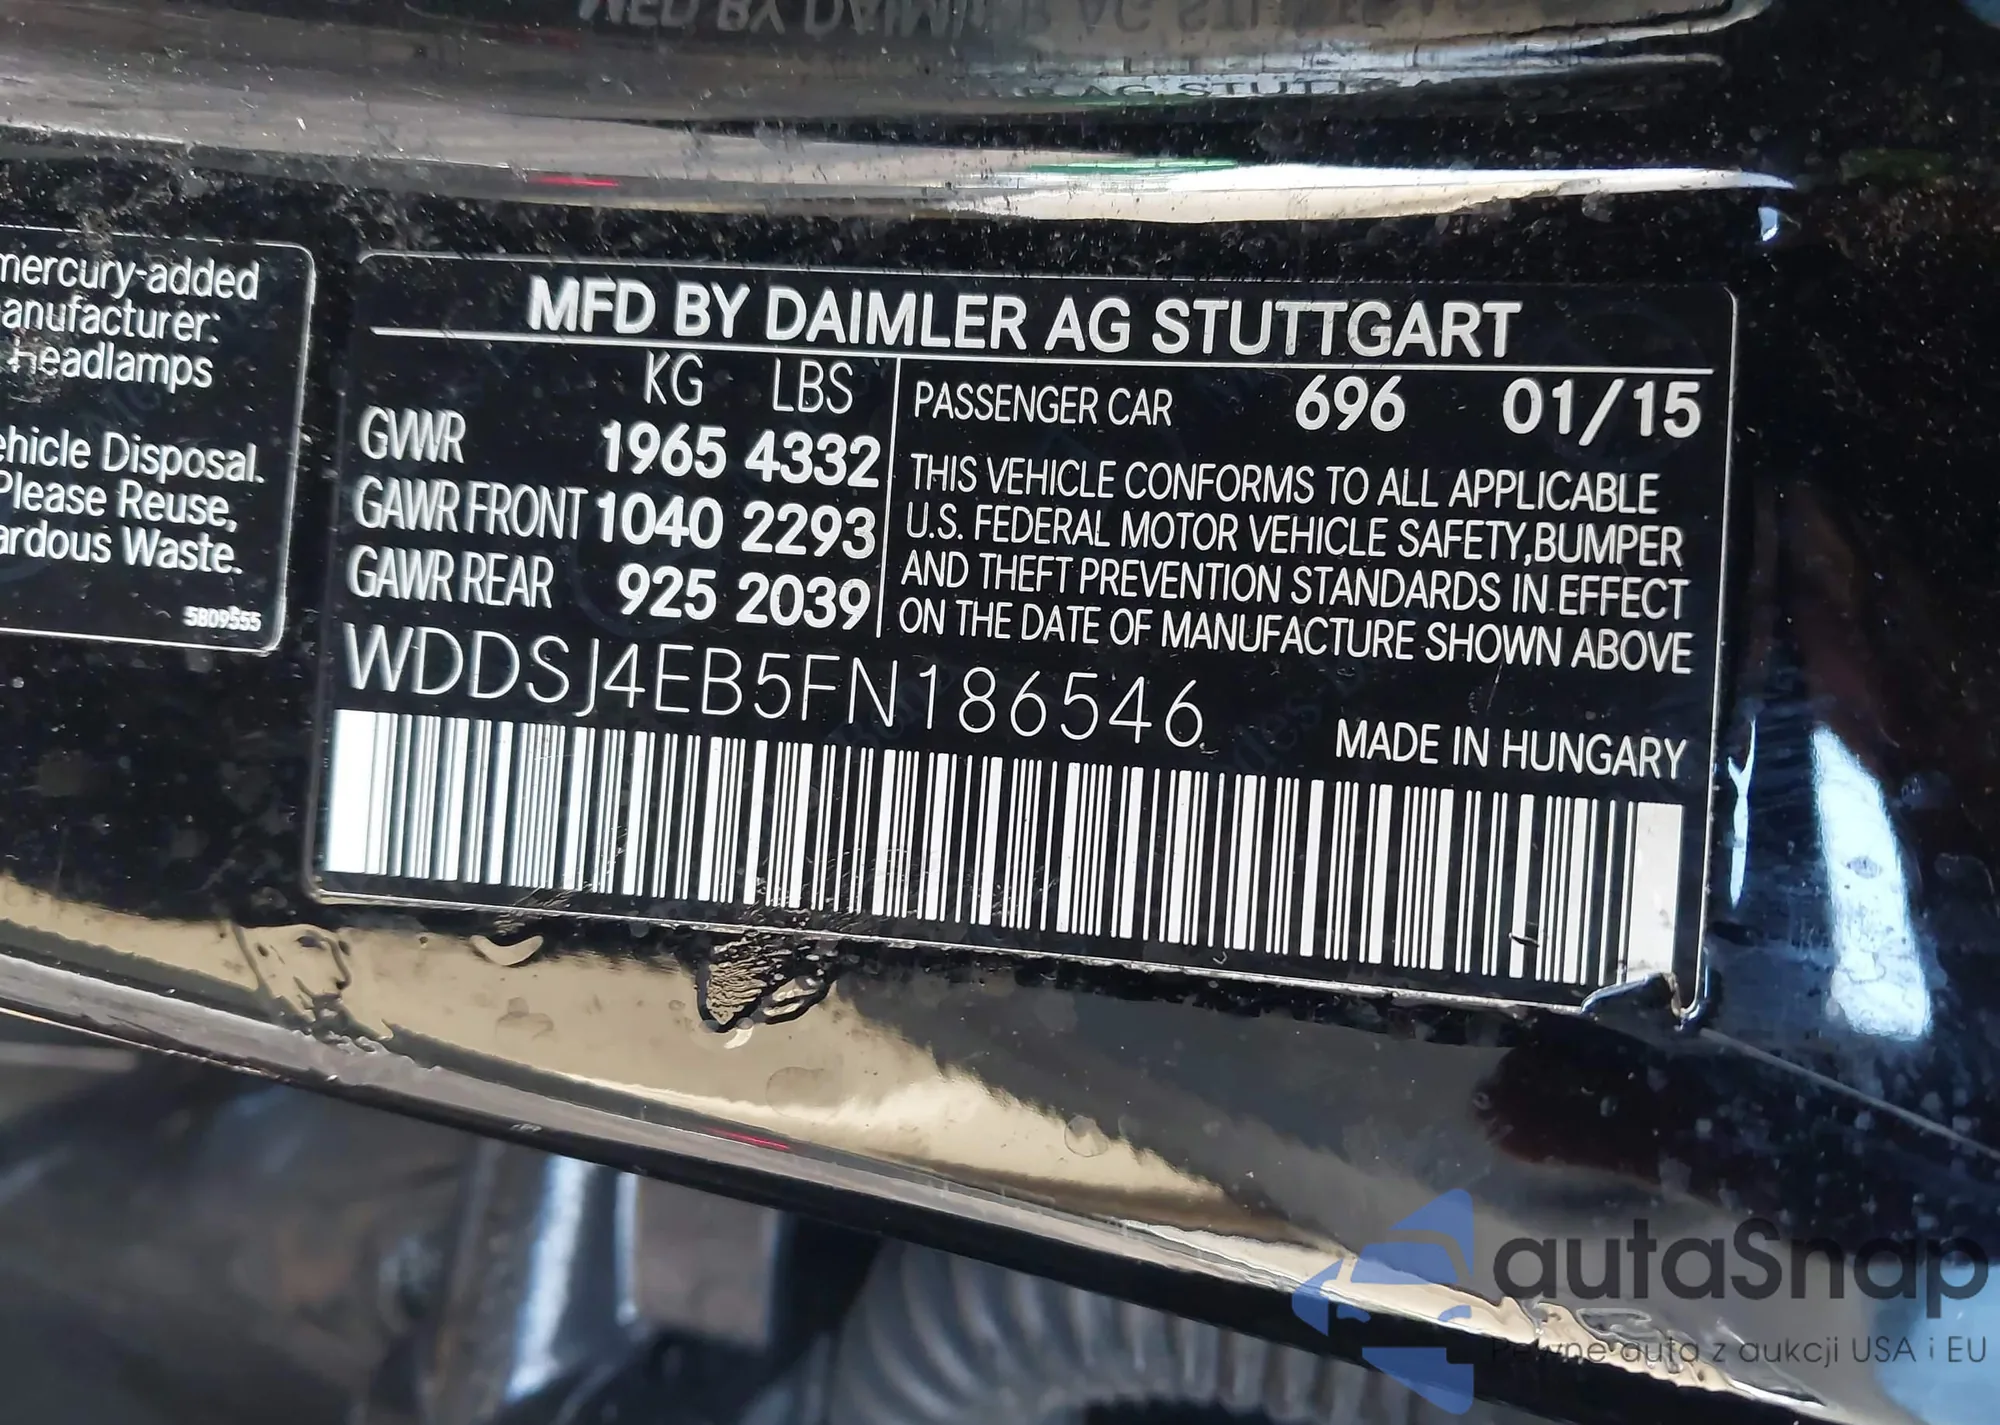 mercury-added
anufacturer:
headlamps
ehicle Disposal.
Please Reuse,
ardous Waste.
5809555
MFD BY DAIMLER AG STUTTGART
KG LBS
GVWR 1965 4332
GAWR FRONT 1040 2293
GAWR REAR 925 2039
PASSENGER CAR 696 01/15
THIS VEHICLE CONFORMS TO ALL APPLICABLE
U.S. FEDERAL MOTOR VEHICLE SAFETY,BUMPER
AND THEFT PREVENTION STANDARDS IN EFFECT
ON THE DATE OF MANUFACTURE SHOWN ABOVE
WDDSJ4EB5FN186546
MADE IN HUNGARY
autaSnap
Pewne auta z aukcji USA i EU